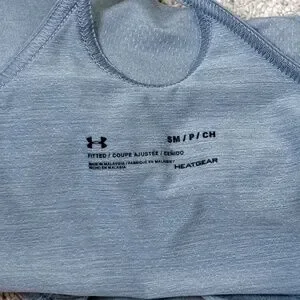 SM / P / CH
FITTED / COUPE AJUSTÉE / CEÑIDO
MADE IN MALAYSIA / FABRIQUÉ EN MALAISIE /
HECHO EN MALASIA
HEATGEAR